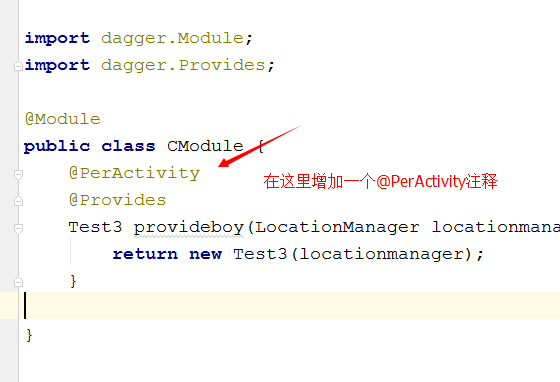 import dagger.Module;
import dagger.Provides;
@Module
public class CModule {
@PerActivity
在这里增加一个@PerActivity注释
@Provides
Test3 provideboy(LocationManager locationmana
return new Test3(locationmanager);
}
}